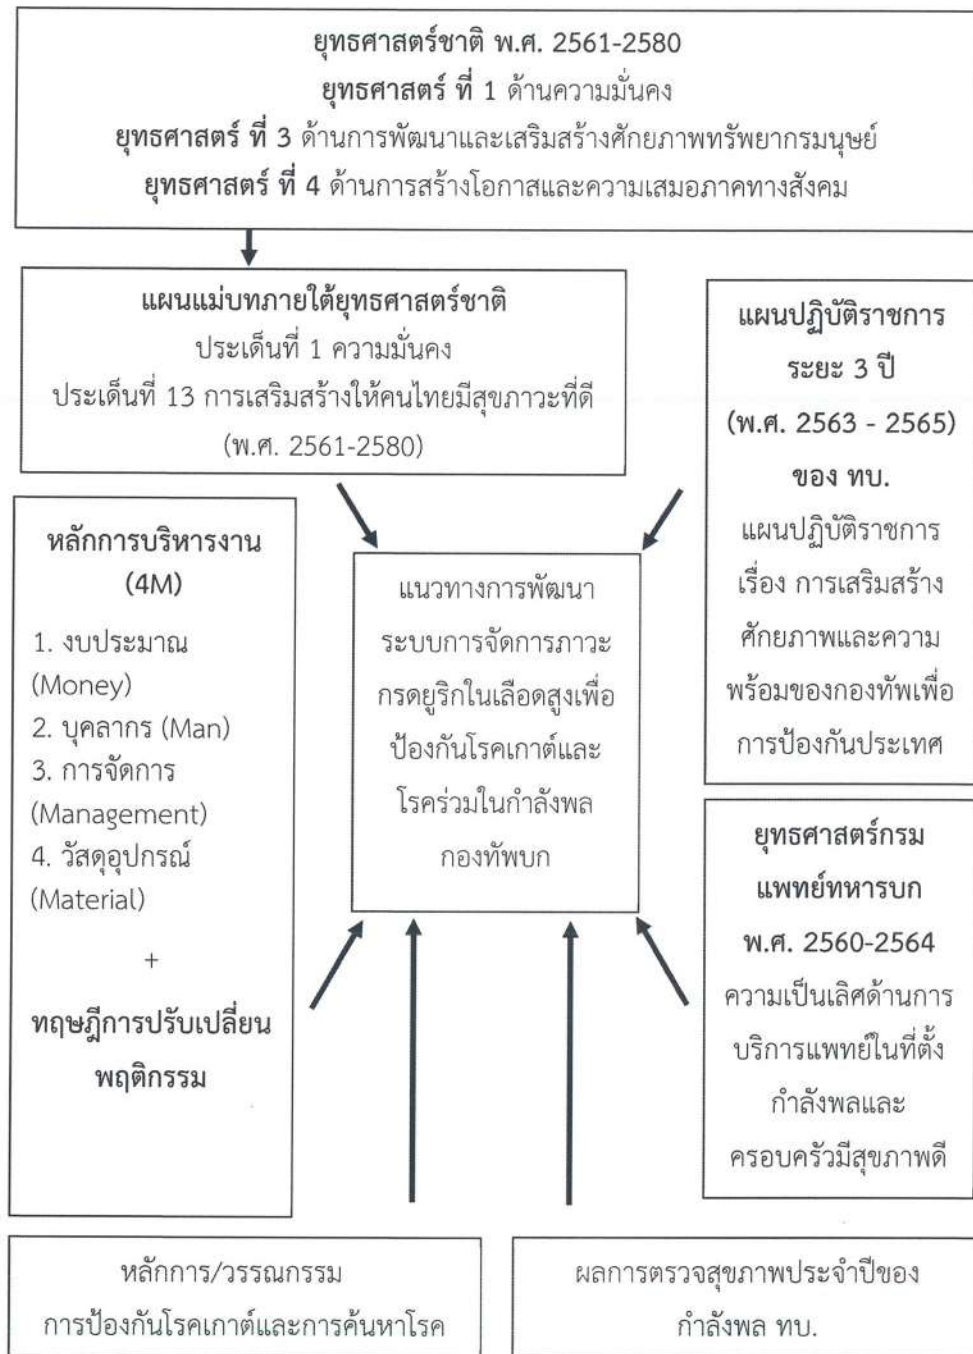 ยุทธศาสตร์ชาติ พ.ศ. 2561-2580
ยุทธศาสตร์ ที่ 1 ด้านความมั่นคง
ยุทธศาสตร์ ที่ 3 ด้านการพัฒนาและเสริมสร้างศักยภาพทรัพยากรมนุษย์
ยุทธศาสตร์ ที่ 4 ด้านการสร้างโอกาสและความเสมอภาคทางสังคม
แผนแม่บทภายใต้ยุทธศาสตร์ชาติ
ประเด็นที่ 1 ความมั่นคง
ประเด็นที่ 13 การเสริมสร้างให้คนไทยมีสุขภาวะที่ดี
(พ.ศ. 2561-2580)
แผนปฏิบัติราชการ
ระยะ 3 ปี
(พ.ศ. 2563 - 2565)
ของ ทบ.
แผนปฏิบัติราชการ
เรื่อง การเสริมสร้าง
ศักยภาพและความ
พร้อมของกองทัพเพื่อ
การป้องกันประเทศ
หลักการบริหารงาน
(4M)
1. งบประมาณ
(Money)
2. บุคลากร (Man)
3. การจัดการ
(Management)
4. วัสดุอุปกรณ์
(Material)
+
ทฤษฎีการปรับเปลี่ยน
พฤติกรรม
แนวทางการพัฒนา
ระบบการจัดการภาวะ
กรดยูริกในเลือดสูงเพื่อ
ป้องกันโรคเกาต์และ
โรคร่วมในกำลังพล
กองทัพบก
ยุทธศาสตร์กรม
แพทย์ทหารบก
พ.ศ. 2560-2564
ความเป็นเลิศด้านการ
บริการแพทย์ในที่ตั้ง
กำลังพลและ
ครอบครัวมีสุขภาพดี
หลักการ/วรรณกรรม
การป้องกันโรคเกาต์และการค้นหาโรค
ผลการตรวจสุขภาพประจำปีของ
กำลังพล ทบ.